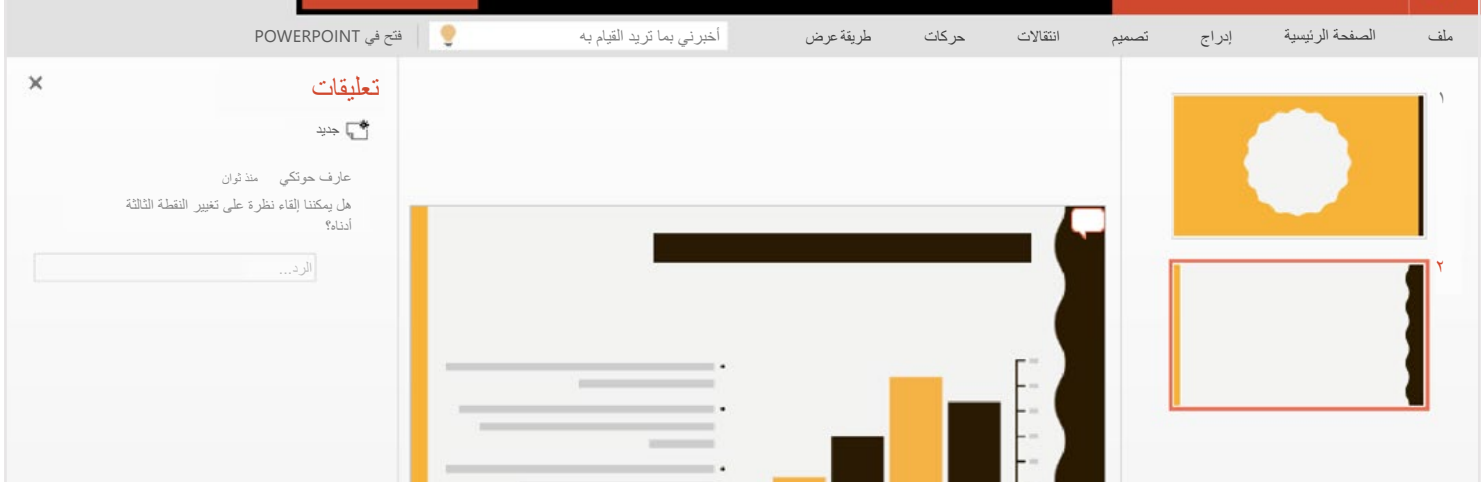 ملف	الصفحة الرئيسية	إدراج	تصميم	انتقالات	حركات	طريقة عرض	أخبرني بما تريد القيام به	فتح في POWERPOINT
١
٢
تعليقات
جديد
عارف حوتكي	منذ ثوان
هل يمكننا إلقاء نظرة على تغيير النقطة الثالثة
أدناه؟
الرد...